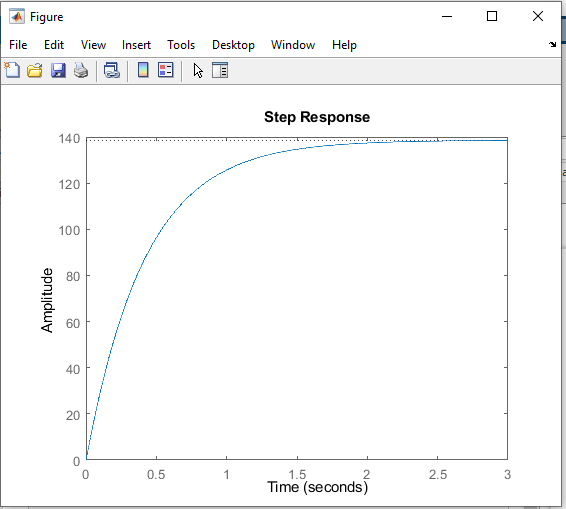 Figure
File Edit View Insert Tools Desktop Window Help
Step Response
140
120
100
80
60
40
20
0
Amplitude
0 0.5 1 1.5 2 2.5 3
Time (seconds)